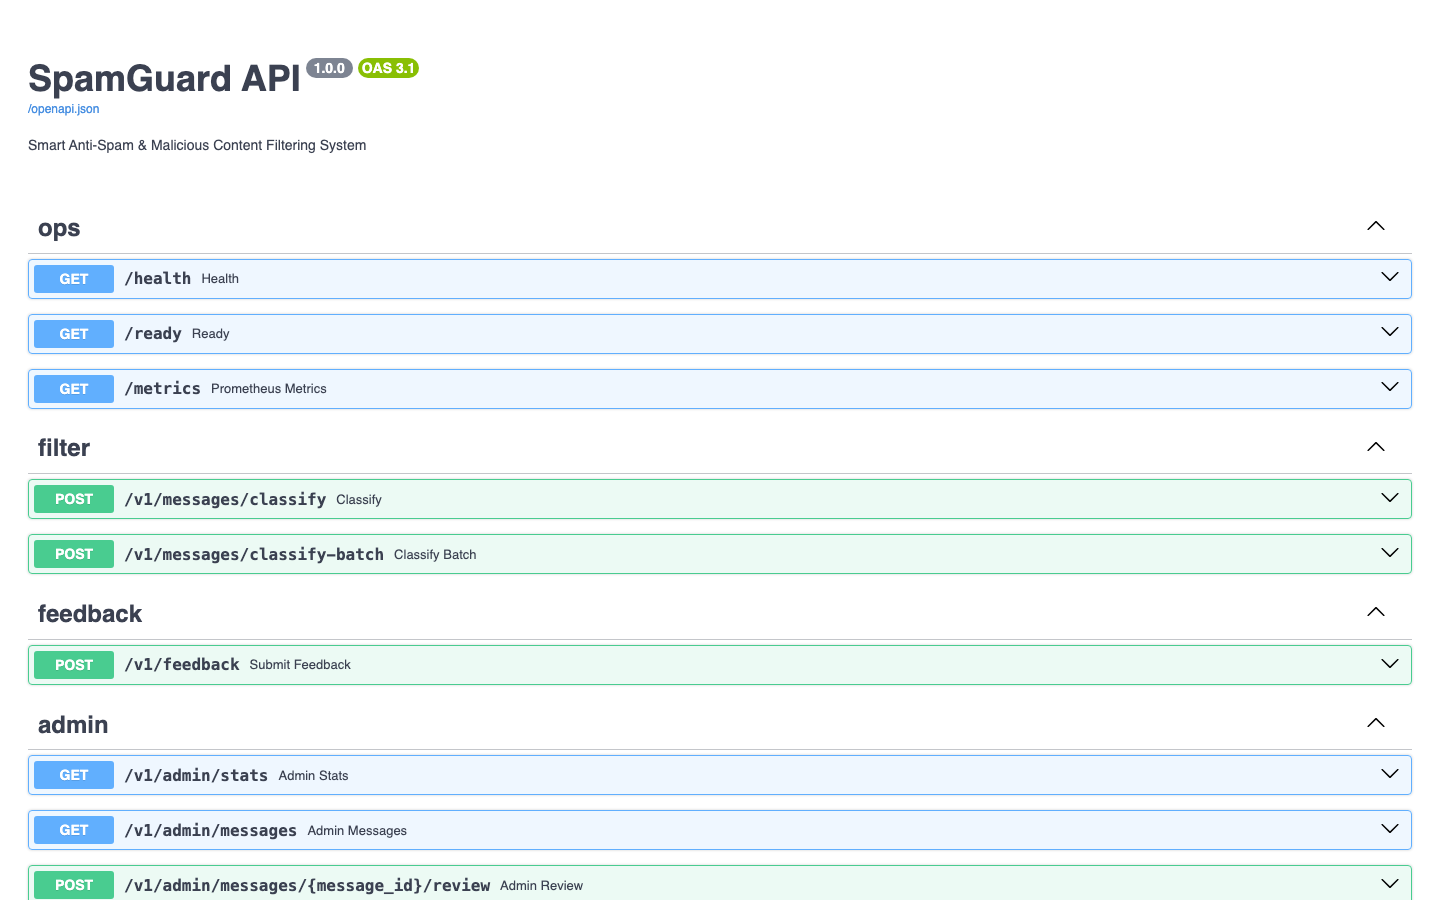 SpamGuard API 1.0.0 OAS 3.1
/openapi.json
Smart Anti-Spam & Malicious Content Filtering System
ops
GET /health Health
GET /ready Ready
GET /metrics Prometheus Metrics
filter
POST /v1/messages/classify Classify
POST /v1/messages/classify-batch Classify Batch
feedback
POST /v1/feedback Submit Feedback
admin
GET /v1/admin/stats Admin Stats
GET /v1/admin/messages Admin Messages
POST /v1/admin/messages/{message_id}/review Admin Review